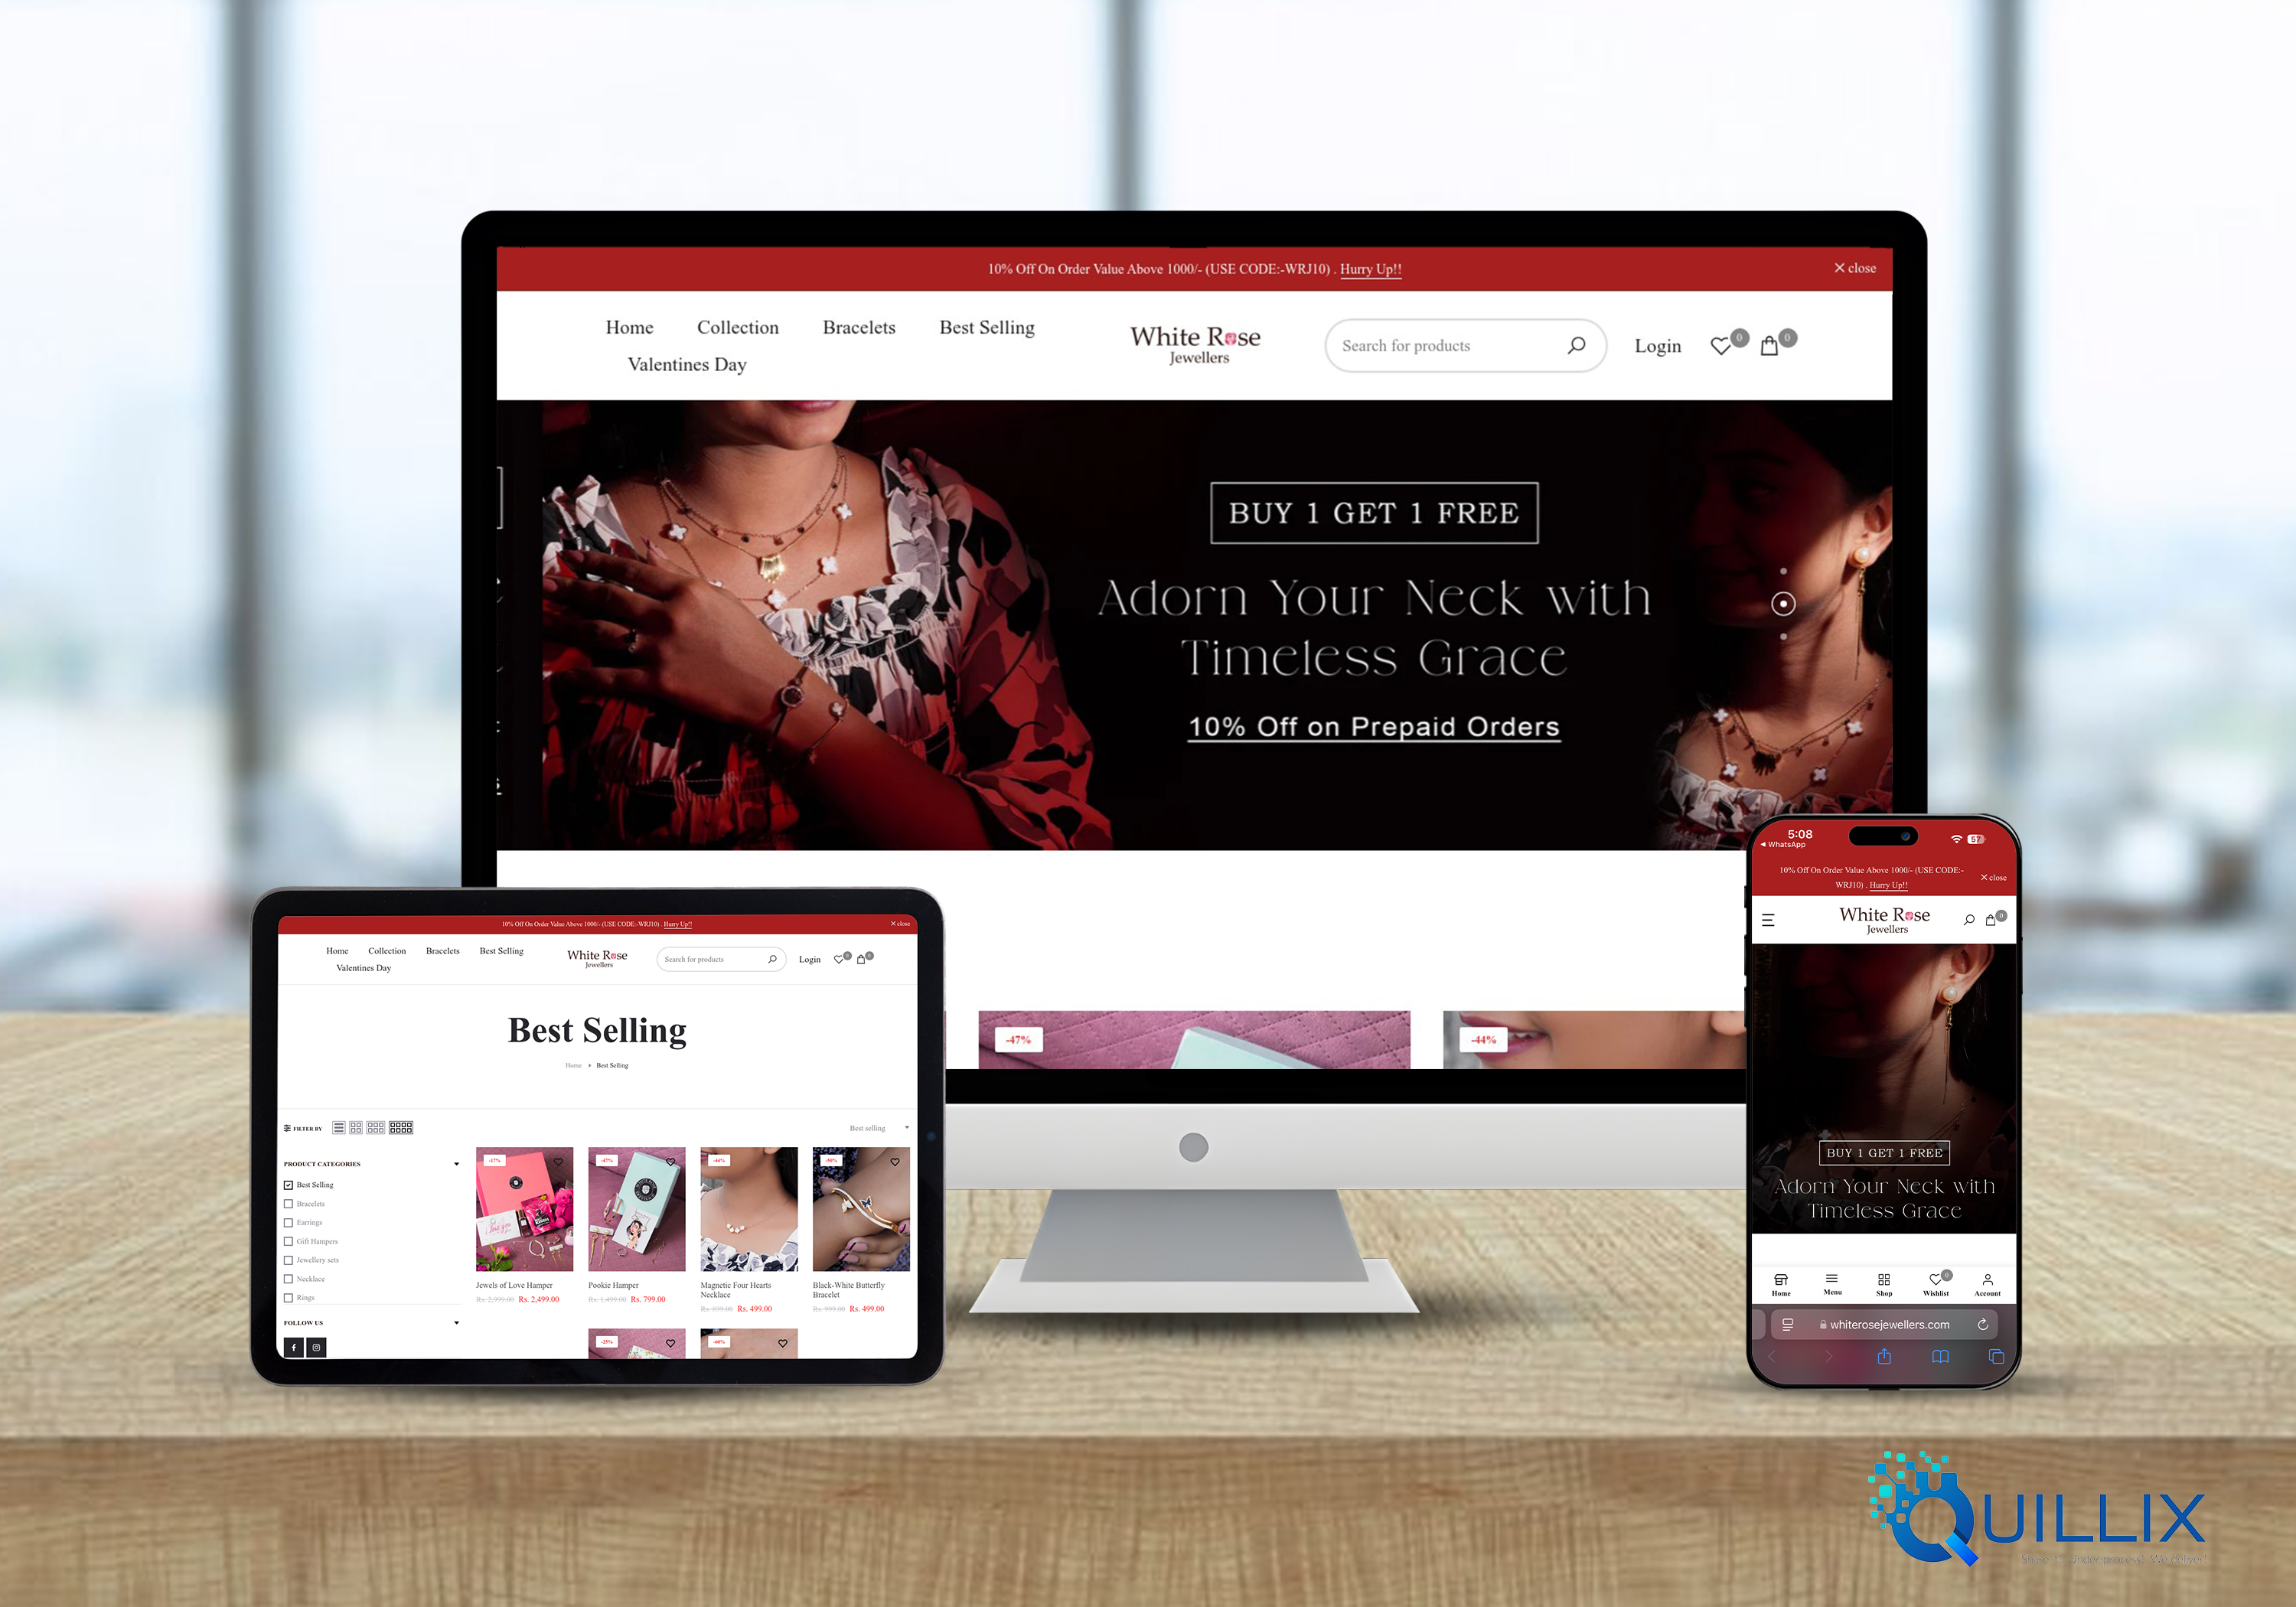 10% Off On Order Value Above 1000/- (USE CODE:-WRJ10) . Hurry Up!!
close
Home Collection Bracelets Best Selling
Valentines Day
White Rose
Jewellers
Search for products
Login
0
0
BUY 1 GET 1 FREE
Adorn Your Neck with
Timeless Grace
10% Off on Prepaid Orders
-47%
-44%
10% Off On Order Value Above 1000/- (USE CODE:-WRJ10) . Hurry Up!!
close
Home Collection Bracelets Best Selling
Valentines Day
White Rose
Jewellers
Search for products
Login
0
0
Best Selling
Home Best Selling
FILTER BY
Best selling
PRODUCT CATEGORIES
Best Selling
Bracelets
Earrings
Gift Hampers
Jewellery sets
Necklace
Rings
FOLLOW US
-17%
-47%
-44%
-50%
Jewels of Love Hamper
Rs. 2,999.00 Rs. 2,499.00
Pookie Hamper
Rs. 1,499.00 Rs. 799.00
Magnetic Four Hearts
Necklace
Rs. 899.00 Rs. 499.00
Black-White Butterfly
Bracelet
Rs. 999.00 Rs. 499.00
-25%
5:08
WhatsApp
57
10% Off On Order Value Above 1000/- (USE CODE:-
WRJ10) . Hurry Up!!
close
White Rose
Jewellers
0
BUY 1 GET 1 FREE
Adorn Your Neck with
Timeless Grace
Home
Menu
Shop
0
Wishlist
Account
whiterosejewellers.com
QUILLIX